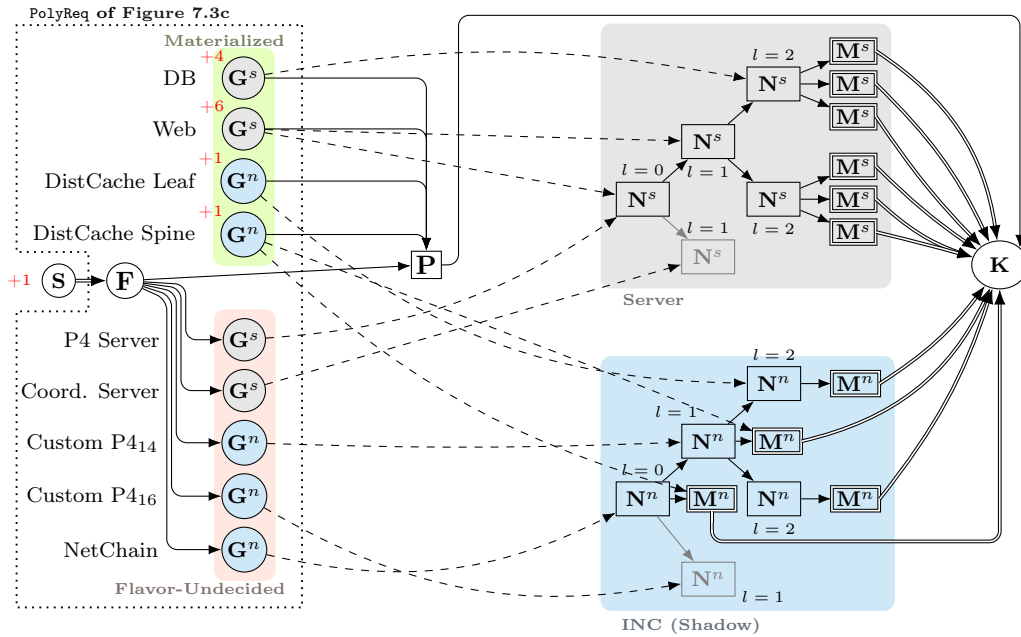 PolyReq of Figure 7.3c
Materialized
DB
+4
G^s
Web
+6
G^s
DistCache Leaf
+1
G^n
DistCache Spine
+1
G^n
+1
S
F
P
P4 Server
G^s
Coord. Server
G^s
Custom P4_14
G^n
Custom P4_16
G^n
NetChain
G^n
Flavor-Undecided
l = 2
N^s
M^s
M^s
M^s
N^s
l = 1
l = 0
N^s
N^s
l = 2
M^s
M^s
M^s
l = 1
N^s
Server
K
l = 2
N^n
M^n
l = 1
N^n
M^n
l = 0
N^n
M^n
N^n
l = 2
M^n
N^n
l = 1
INC (Shadow)